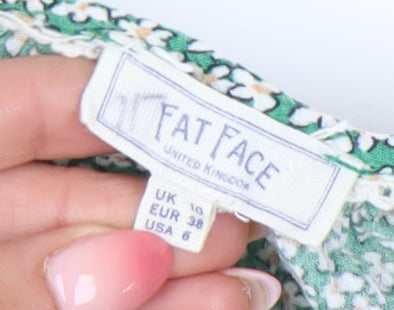 FAT FACE
UNITED KINGDOM
UK 10
EUR 38
USA 6